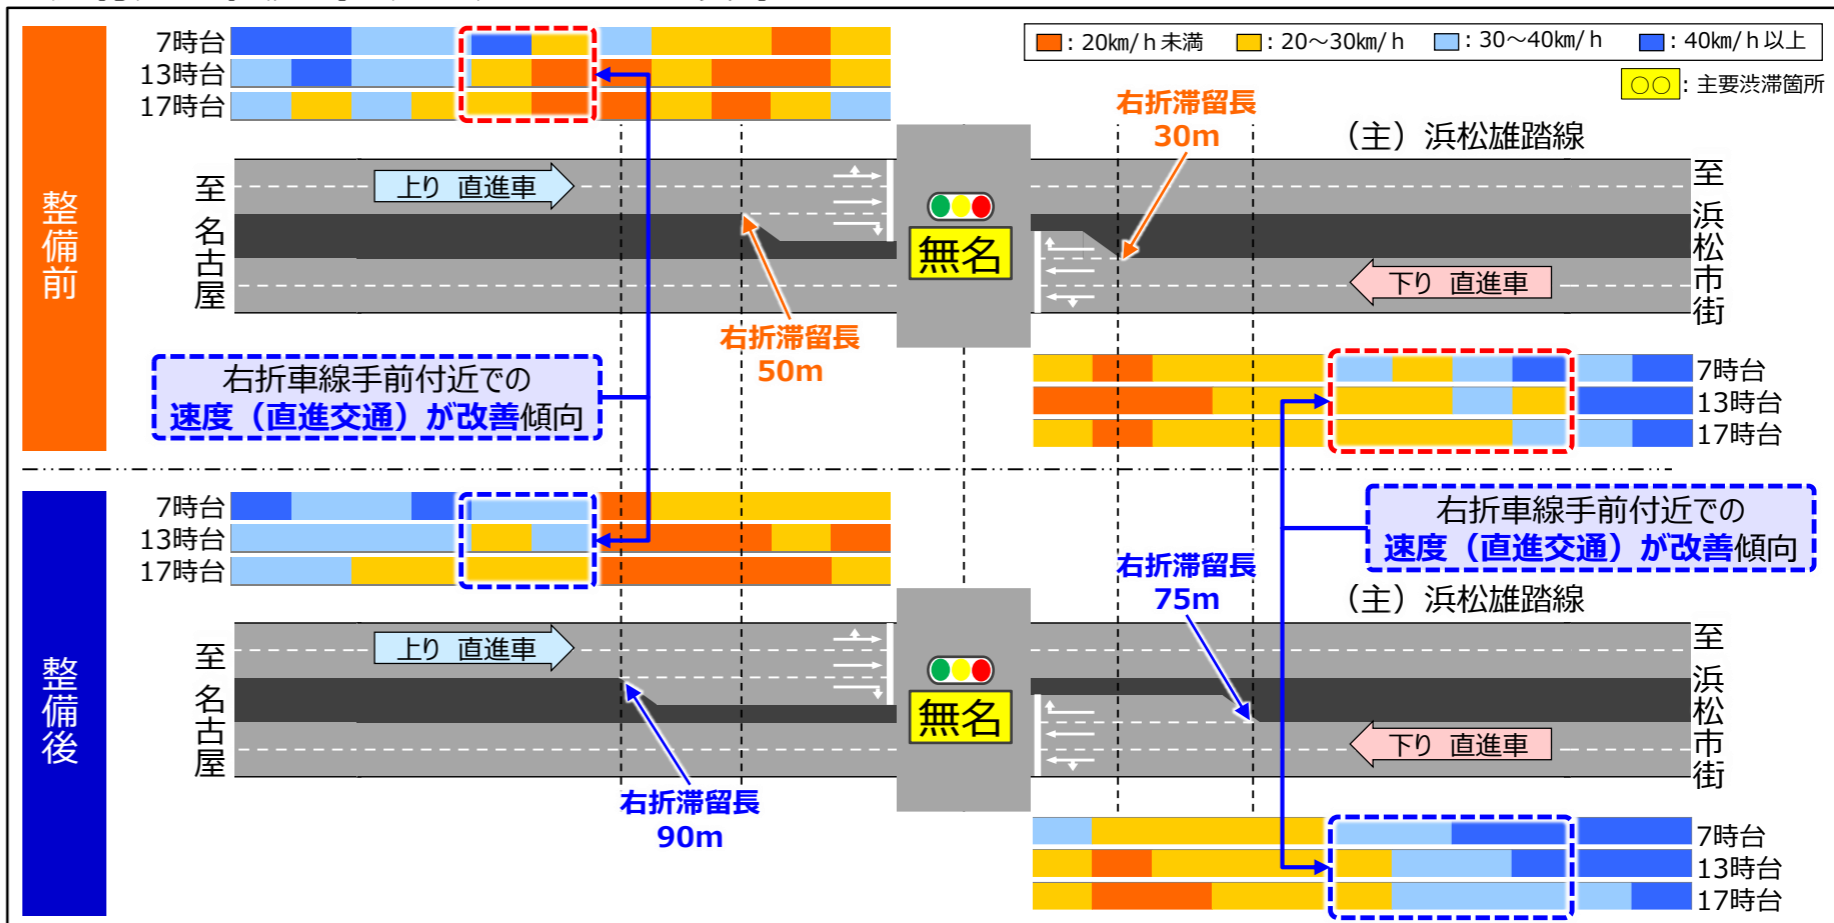 ：20㎞/ｈ未満
：20～30㎞/ｈ
：30～40㎞/ｈ
：40㎞/ｈ以上
○○：主要渋滞箇所
整備前
7時台
13時台
17時台
右折滞留長
30m
（主）浜松雄踏線
至名古屋
上り 直進車
無名
至浜松市街
下り 直進車
右折滞留長
50m
右折車線手前付近での
速度（直進交通）が改善傾向
7時台
13時台
17時台
整備後
7時台
13時台
17時台
右折車線手前付近での
速度（直進交通）が改善傾向
右折滞留長
75m
（主）浜松雄踏線
至名古屋
上り 直進車
無名
至浜松市街
下り 直進車
右折滞留長
90m
7時台
13時台
17時台